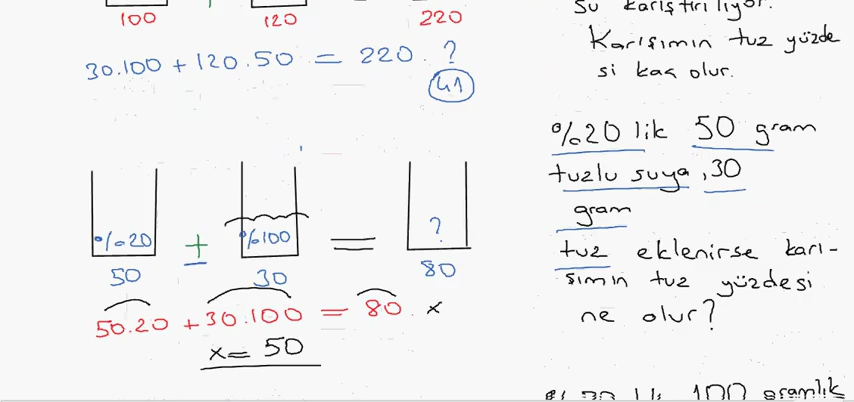 100 120 220
30.100 + 120.50 = 220 . ?
41
%20 + %100 = ?
50 30 80
50.20 + 30.100 = 80 . x
x = 50
su karıştırılıyor.
Karışımın tuz yüzde
si kaç olur.
%20 lik 50 gram
tuzlu suya, 30
gram
tuz eklenirse karı-
şımın tuz yüzdesi
ne olur?
100 gramlık